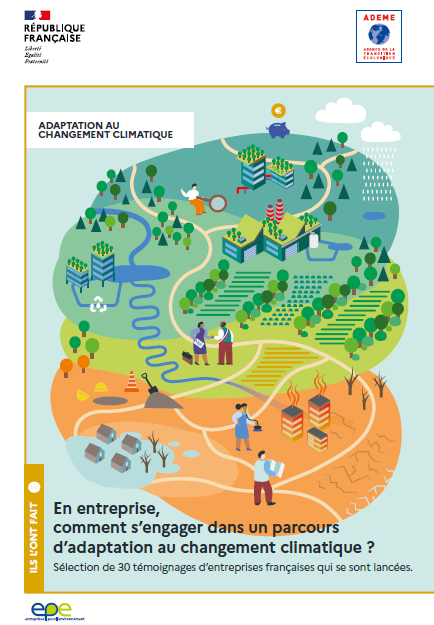 RÉPUBLIQUE
FRANÇAISE
Liberté
Égalité
Fraternité
ADEME
AGENCE DE LA
TRANSITION
ÉCOLOGIQUE
ADAPTATION AU
CHANGEMENT CLIMATIQUE
€
ILS L'ONT FAIT
En entreprise,
comment s'engager dans un parcours
d'adaptation au changement climatique ?
Sélection de 30 témoignages d'entreprises françaises qui se sont lancées.
epe
entreprises pour l'environnement